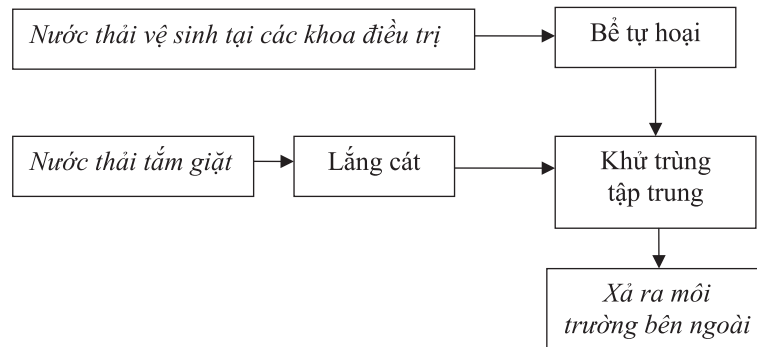 Nước thải vệ sinh tại các khoa điều trị
Bể tự hoại
Nước thải tắm giặt
Lắng cát
Khử trùng
tập trung
Xả ra môi
trường bên ngoài